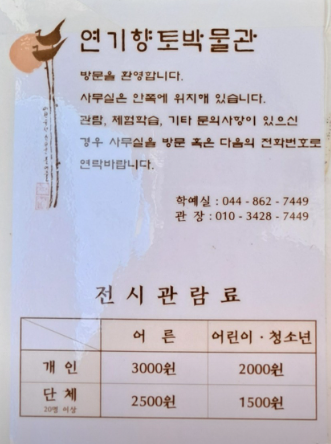 연기향토박물관
방문을 환영합니다.
사무실은 안쪽에 위치해 있습니다.
관람, 체험학습, 기타 문의사항이 있으신
경우 사무실을 방문 혹은 다음의 전화번호로
연락바랍니다.
학예실 : 044 - 862 - 7449
관 장 : 010 - 3428 - 7449
전 시 관 람 료
어 른 어린이 · 청소년
개 인 3000원 2000원
단 체 2500원 1500원
20명 이상